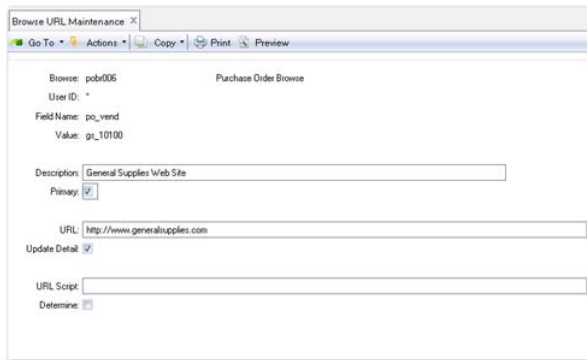 Browse URL Maintenance X
Go To Actions Copy Print Preview
Browse: pobr006 Purchase Order Browse
User ID: *
Field Name: po_vend
Value: gs_10100
Description: General Supplies Web Site
Primary:
URL: http://www.generalsupplies.com
Update Detail:
URL Script:
Determine: